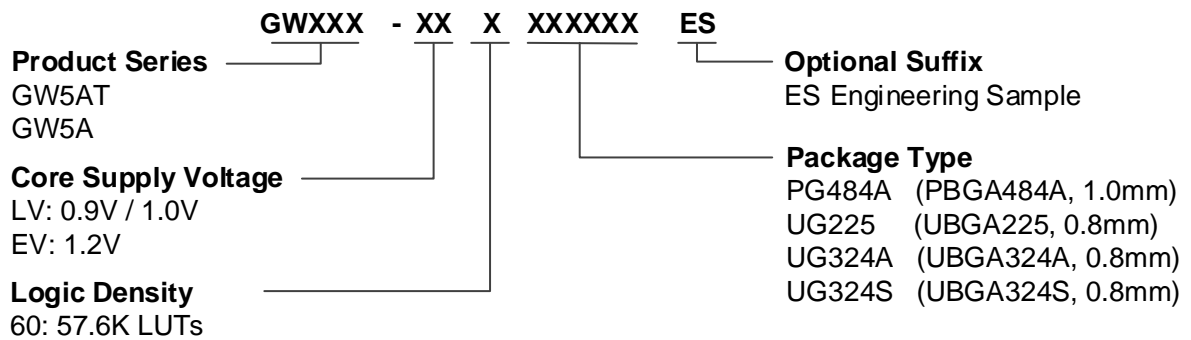 GWXXX - XX X XXXXXX ES
Product Series
GW5AT
GW5A
Core Supply Voltage
LV: 0.9V / 1.0V
EV: 1.2V
Logic Density
60: 57.6K LUTs
Optional Suffix
ES Engineering Sample
Package Type
PG484A (PBGA484A, 1.0mm)
UG225 (UBGA225, 0.8mm)
UG324A (UBGA324A, 0.8mm)
UG324S (UBGA324S, 0.8mm)